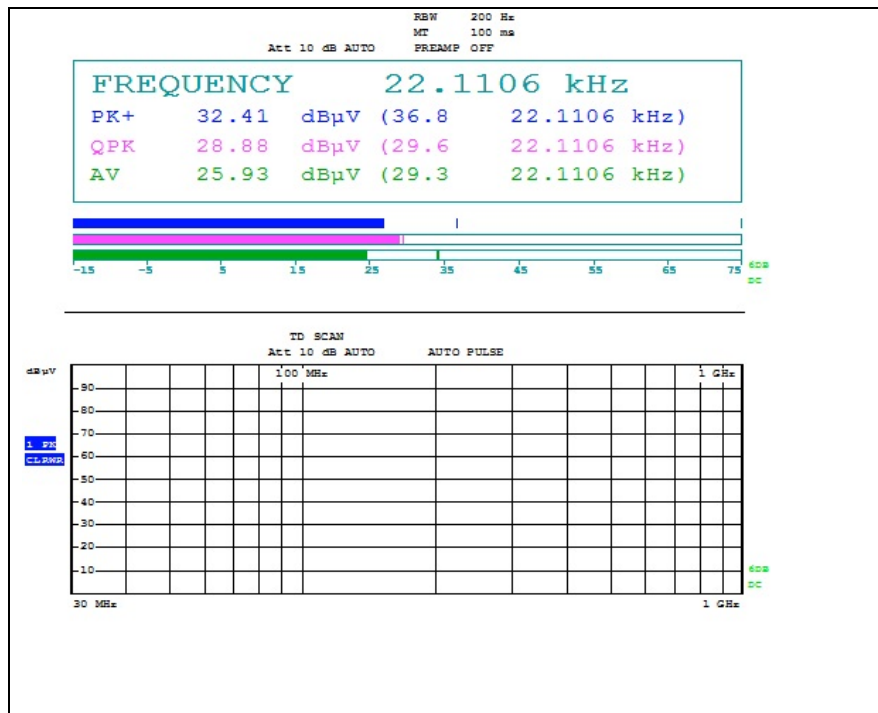 RBW 200 Hz
MT 100 ms
Att 10 dB AUTO PREAMP OFF
FREQUENCY 22.1106 kHz
PK+ 32.41 dBµV (36.8 22.1106 kHz)
QPK 28.88 dBµV (29.6 22.1106 kHz)
AV 25.93 dBµV (29.3 22.1106 kHz)
-15 -5 5 15 25 35 45 55 65 75
6DB
DC
TD SCAN
Att 10 dB AUTO AUTO PULSE
dBµV
100 MHz 1 GHz
90
80
70
1 PK
CLRWR
60
50
40
30
20
10
6DB
DC
30 MHz 1 GHz